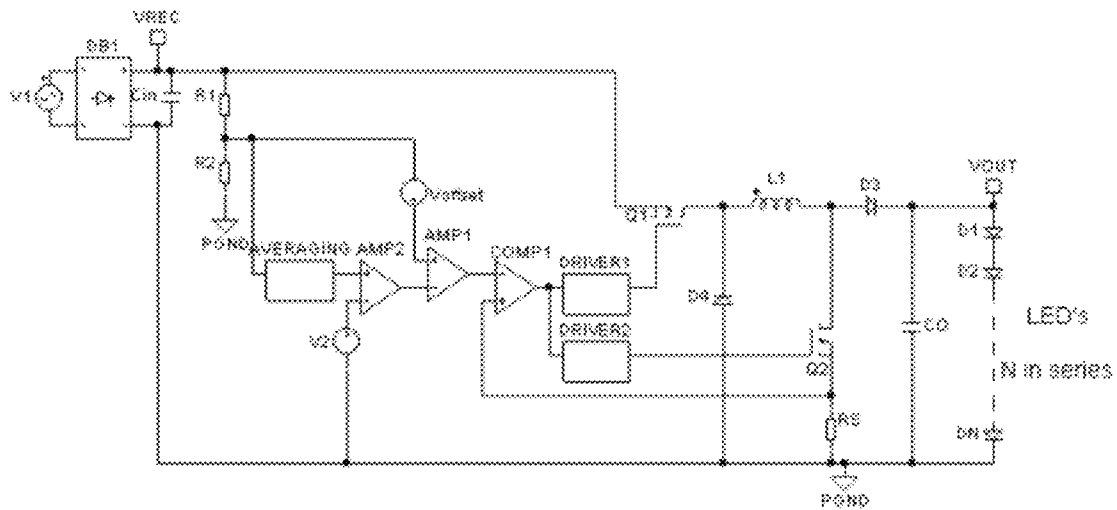 VREC
DB1
V1
Cin
R1
R2
Voffset
PGND
AVERAGING
AMP2
AMP1
COMP1
DRIVER1
DRIVER2
V2
Q1
L1
D3
VOUT
D1
D2
D4
Q2
CO
LED's
N in series
RS
DN
PGND